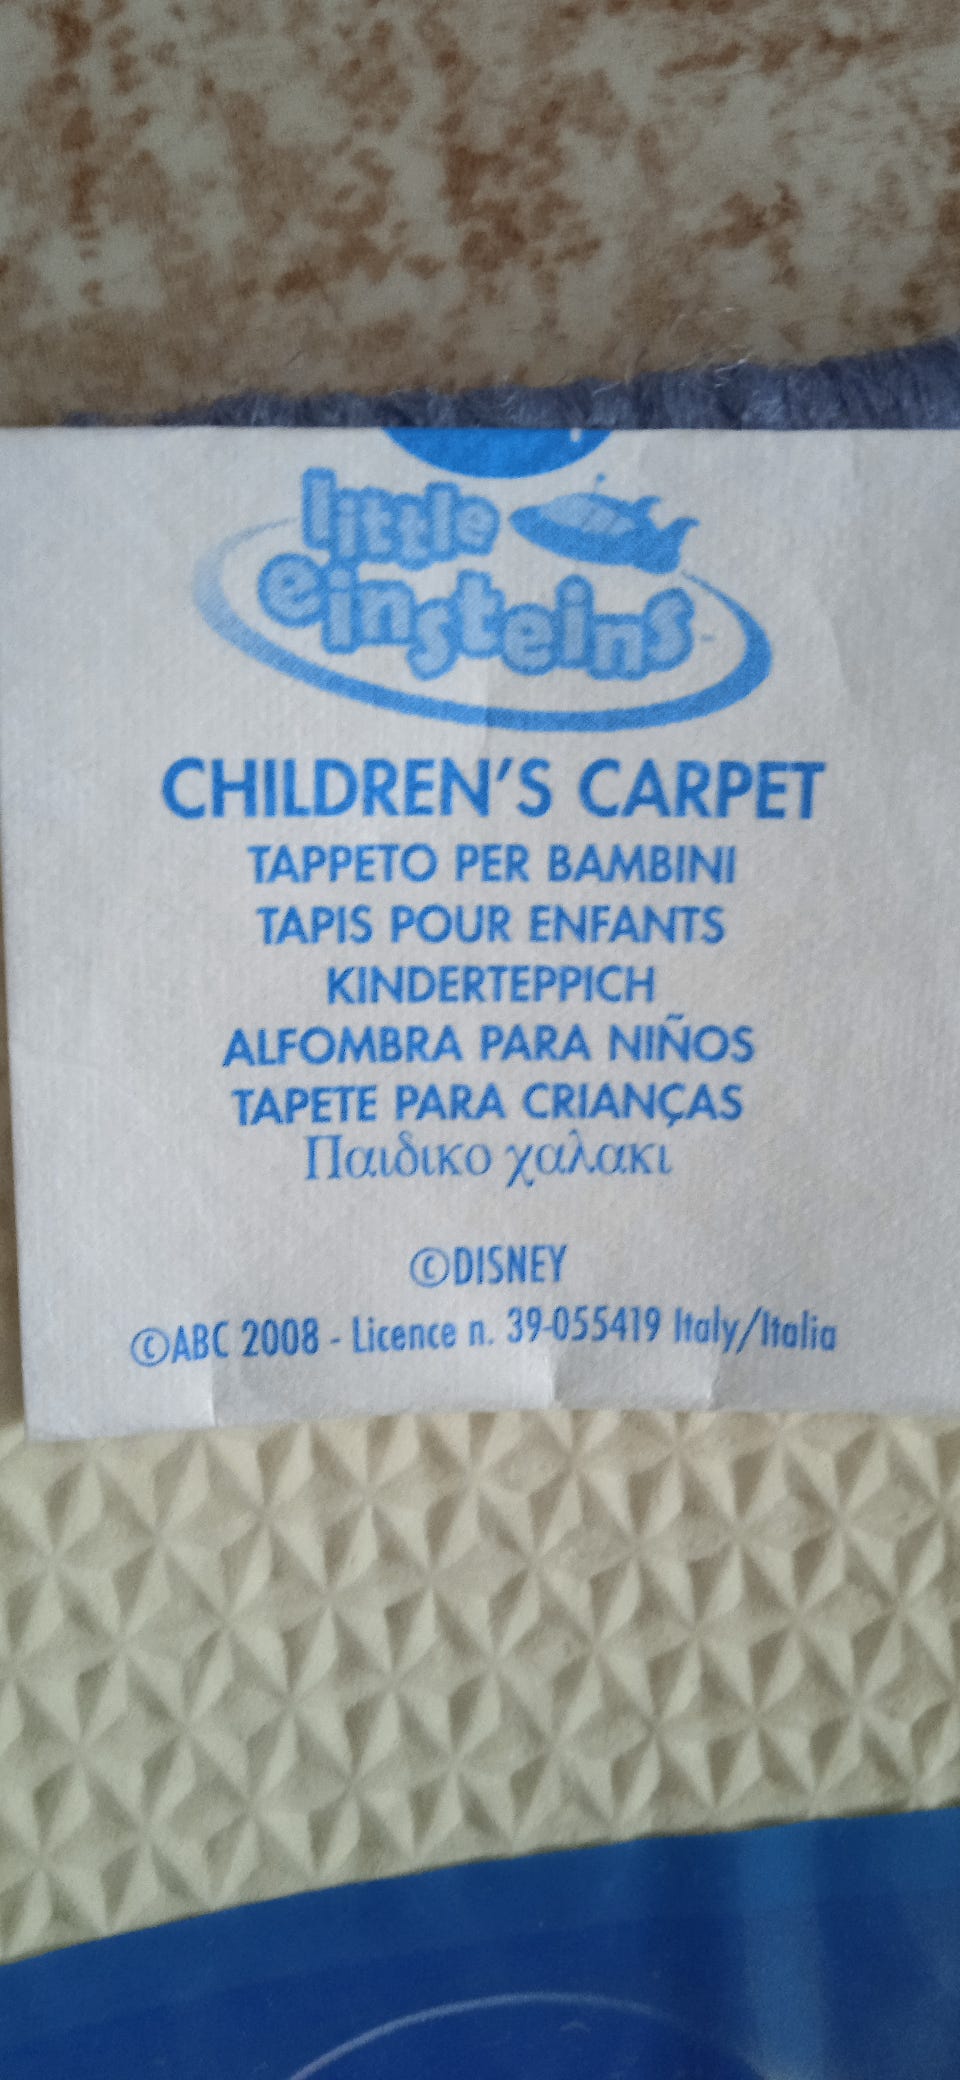 little
einsteins
CHILDREN'S CARPET
TAPPETO PER BAMBINI
TAPIS POUR ENFANTS
KINDERTEPPICH
ALFOMBRA PARA NIÑOS
TAPETE PARA CRIANÇAS
Παιδικο χαλακι
©DISNEY
©ABC 2008 - Licence n. 39-055419 Italy/Italia